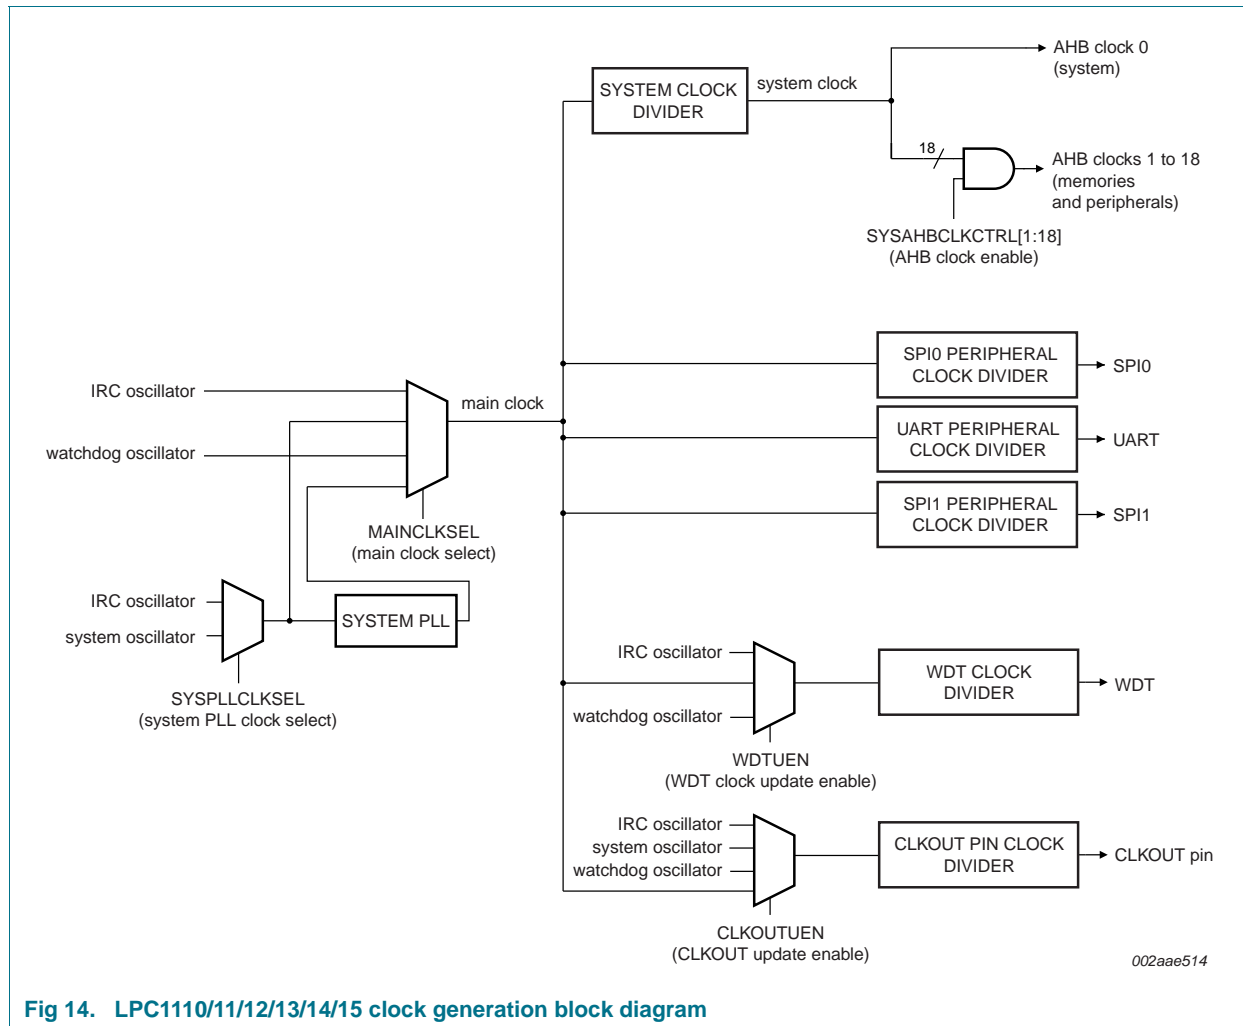 AHB clock 0
(system)
SYSTEM CLOCK
DIVIDER
system clock
18
AHB clocks 1 to 18
(memories
and peripherals)
SYSAHBCLKCTRL[1:18]
(AHB clock enable)
IRC oscillator
watchdog oscillator
main clock
MAINCLKSEL
(main clock select)
SPI0 PERIPHERAL
CLOCK DIVIDER
SPI0
UART PERIPHERAL
CLOCK DIVIDER
UART
SPI1 PERIPHERAL
CLOCK DIVIDER
SPI1
IRC oscillator
system oscillator
SYSTEM PLL
SYSPLLCLKSEL
(system PLL clock select)
IRC oscillator
watchdog oscillator
WDT CLOCK
DIVIDER
WDT
WDTUEN
(WDT clock update enable)
IRC oscillator
system oscillator
watchdog oscillator
CLKOUT PIN CLOCK
DIVIDER
CLKOUT pin
CLKOUTUEN
(CLKOUT update enable)
002aae514
Fig 14. LPC1110/11/12/13/14/15 clock generation block diagram